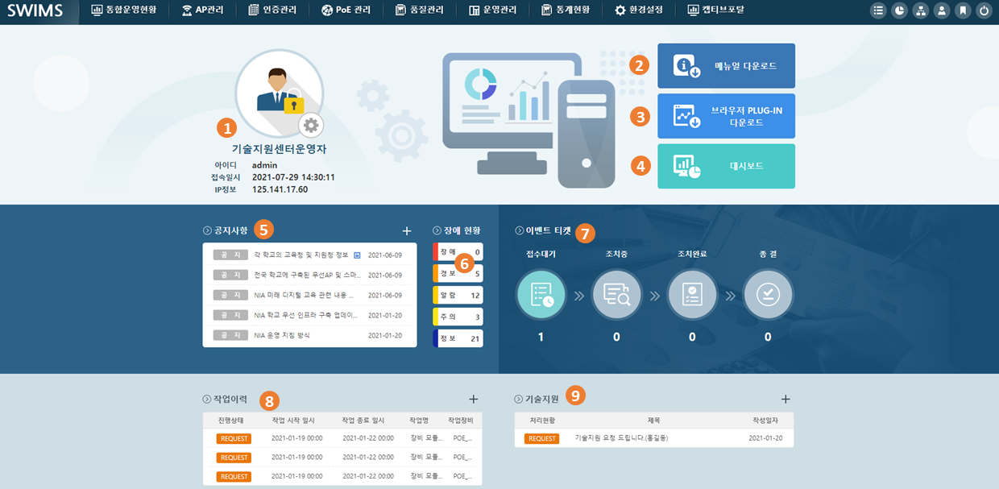 SWIMS 통합운영현황 AP관리 인증관리 PoE 관리 품질관리 운영관리 통계현황 환경설정 캡티브포탈
1
기술지원센터운영자
아이디 admin
접속일시 2021-07-29 14:30:11
IP정보 125.141.17.60
2 메뉴얼 다운로드
3 브라우저 PLUG-IN
다운로드
4 대시보드
공지사항 5
공 지 각 학교의 교육청 및 지원청 정보 2021-06-09
공 지 전국 학교에 구축된 무선AP 및 스마... 2021-06-09
공 지 NIA 미래 디지털 교육 관련 내용 ... 2021-06-09
공 지 NIA 학교 무선 인프라 구축 업데이... 2021-01-20
공 지 NIA 운영 지침 방식 2021-01-20
장애 현황
6
장 애 0
경 보 5
알 람 12
주 의 3
정 보 21
이벤트 티켓 7
접수대기 조치중 조치완료 종 결
1 0 0 0
작업이력 8
진행상태 작업 시작 일시 작업 종료 일시 작업명 작업장비
REQUEST 2021-01-19 00:00 2021-01-22 00:00 장비 모듈... POE_...
REQUEST 2021-01-19 00:00 2021-01-22 00:00 장비 모듈... POE_...
REQUEST 2021-01-19 00:00 2021-01-22 00:00 장비 모듈... POE_...
기술지원 9
처리현황 제목 작성일자
REQUEST 기술지원 요청 드립니다.(홍길동) 2021-01-20